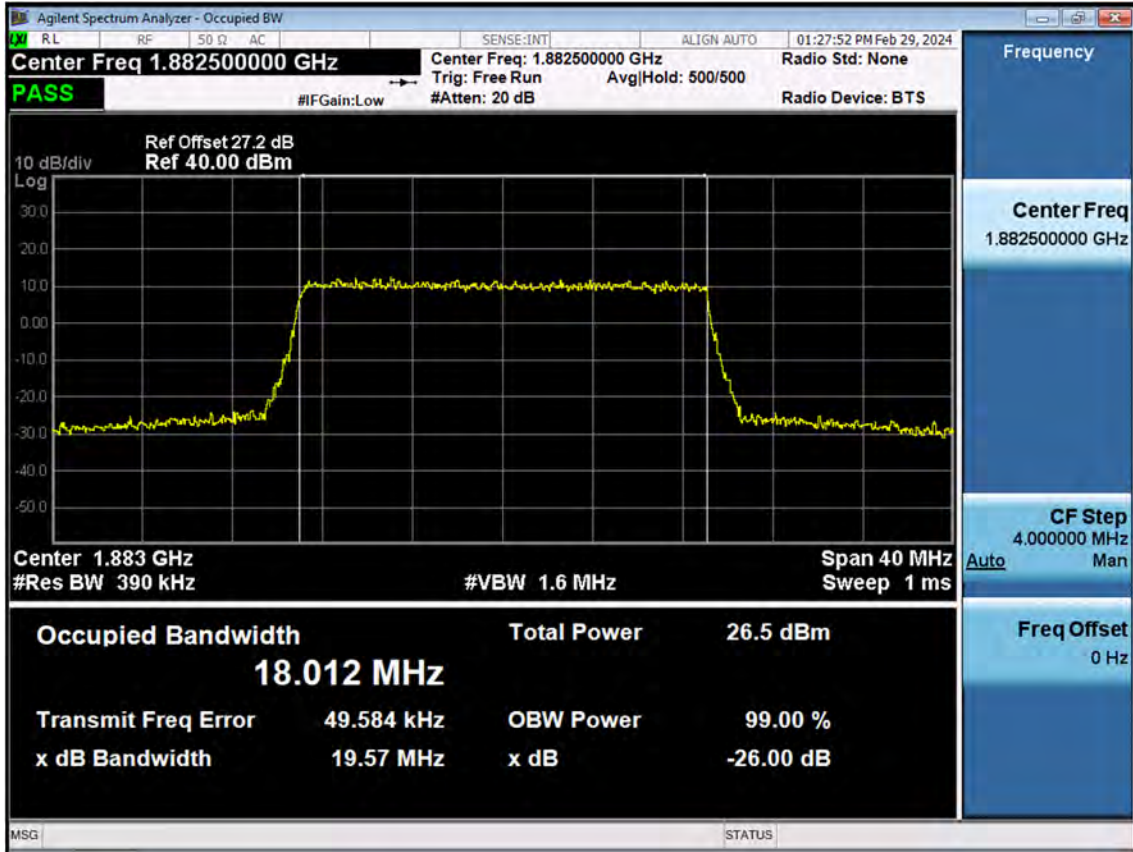 Agilent Spectrum Analyzer - Occupied BW
LXI RL RF 50 Ω AC SENSE:INT ALIGN AUTO 01:27:52 PM Feb 29, 2024
Center Freq 1.882500000 GHz
Center Freq: 1.882500000 GHz
Radio Std: None
Trig: Free Run Avg|Hold: 500/500
PASS
#IFGain:Low
#Atten: 20 dB
Radio Device: BTS
Ref Offset 27.2 dB
10 dB/div Ref 40.00 dBm
Log
30.0
20.0
10.0
0.00
-10.0
-20.0
-30.0
-40.0
-50.0
Center 1.883 GHz Span 40 MHz
#Res BW 390 kHz #VBW 1.6 MHz Sweep 1 ms
Occupied Bandwidth Total Power 26.5 dBm
18.012 MHz
Transmit Freq Error 49.584 kHz OBW Power 99.00 %
x dB Bandwidth 19.57 MHz x dB -26.00 dB
MSG STATUS
Frequency
Center Freq
1.882500000 GHz
CF Step
4.000000 MHz
Auto Man
Freq Offset
0 Hz